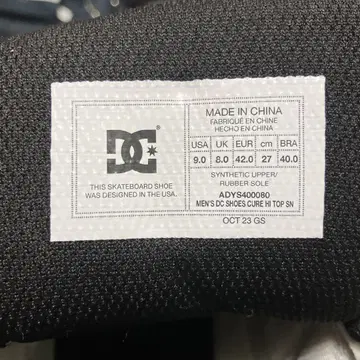 DC
THIS SKATEBOARD SHOE
WAS DESIGNED IN THE U.S.A.
MADE IN CHINA
FABRIQUÉ EN CHINE
HECHO EN CHINA
USA UK EUR cm BRA
9.0 8.0 42.0 27 40.0
SYNTHETIC UPPER/
RUBBER SOLE
ADYS400080
MEN'S DC SHOES CURE HI TOP SN
OCT 23 GS